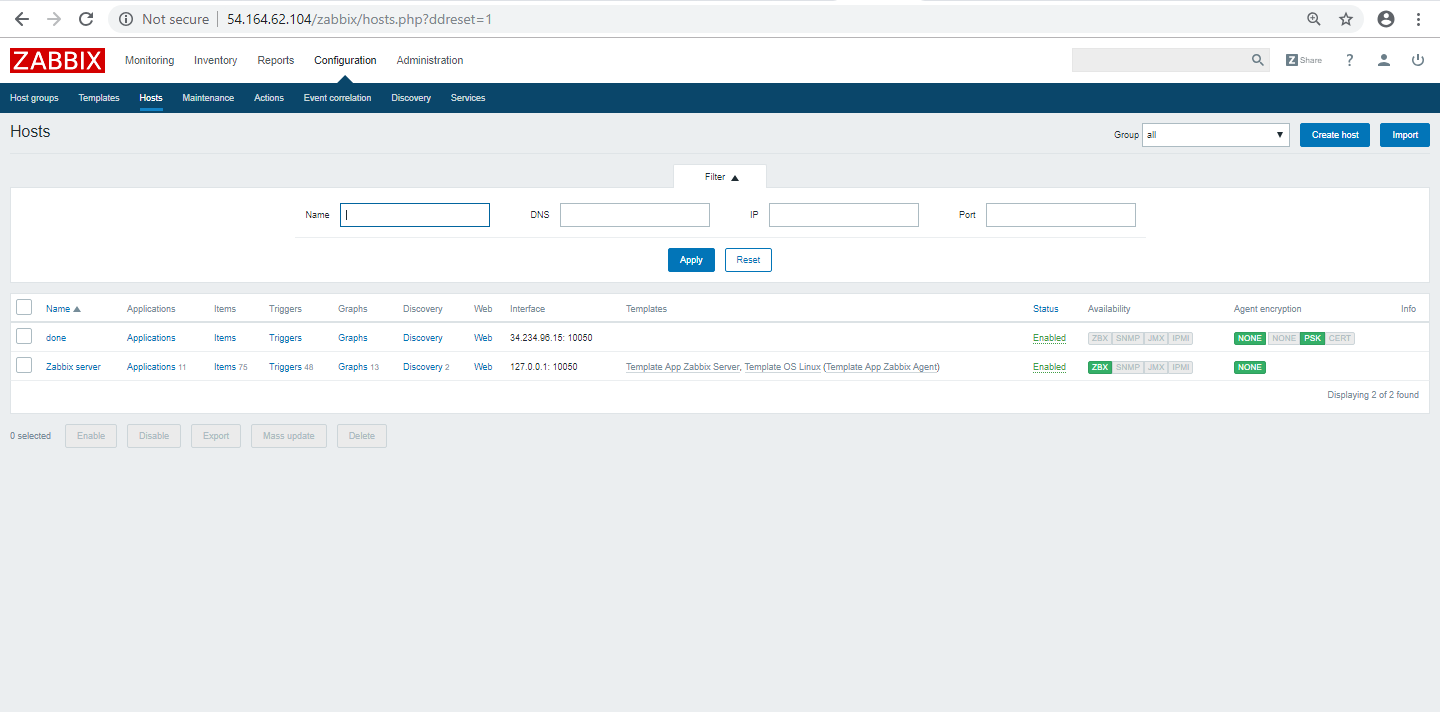 Not secure 54.164.62.104/zabbix/hosts.php?ddreset=1
ZABBIX Monitoring Inventory Reports Configuration Administration Z Share ?
Host groups Templates Hosts Maintenance Actions Event correlation Discovery Services
Hosts Group all Create host Import
Filter
Name DNS IP Port
Apply Reset
Name Applications Items Triggers Graphs Discovery Web Interface Templates Status Availability Agent encryption Info
done Applications Items Triggers Graphs Discovery Web 34.234.96.15: 10050 Enabled ZBX SNMP JMX IPMI NONE NONE PSK CERT
Zabbix server Applications 11 Items 75 Triggers 48 Graphs 13 Discovery 2 Web 127.0.0.1: 10050 Template App Zabbix Server, Template OS Linux (Template App Zabbix Agent) Enabled ZBX SNMP JMX IPMI NONE
Displaying 2 of 2 found
0 selected Enable Disable Export Mass update Delete